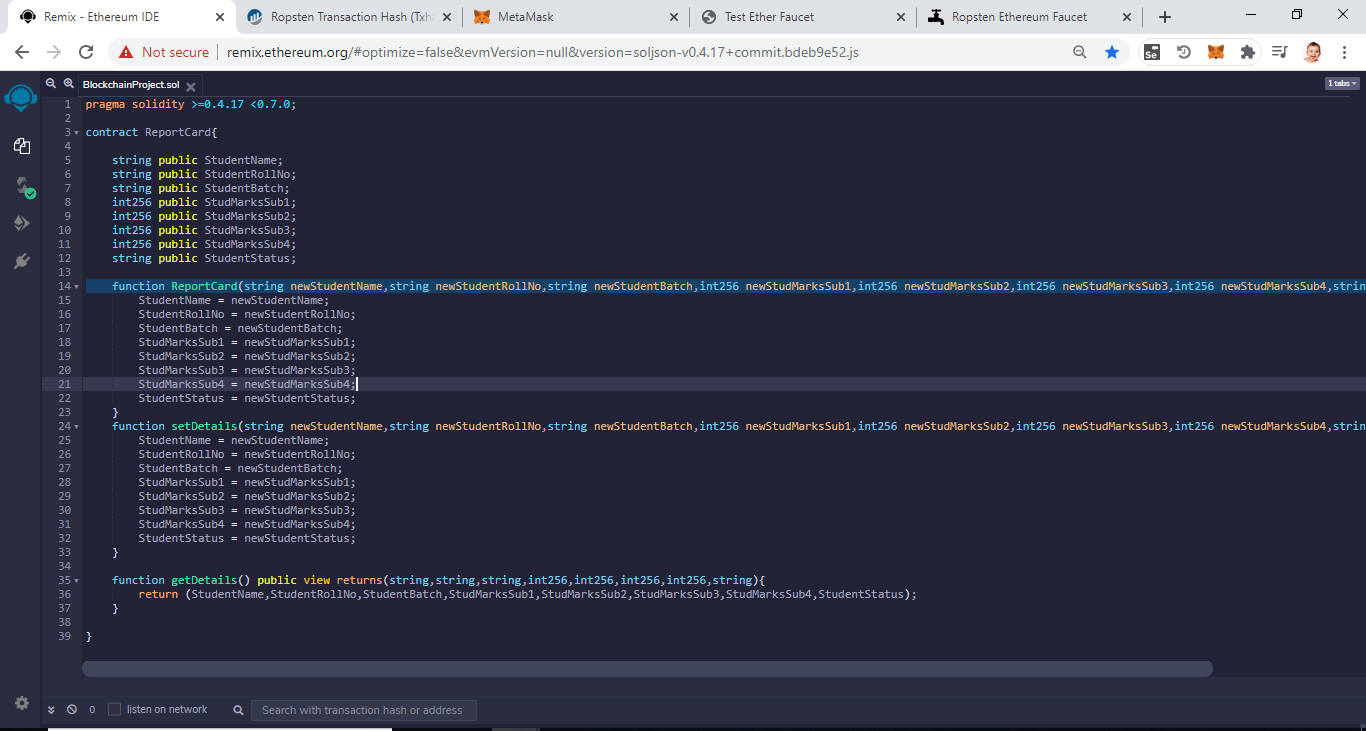 Remix - Ethereum IDE
Ropsten Transaction Hash (Txha
MetaMask
Test Ether Faucet
Ropsten Ethereum Faucet
Not secure
remix.ethereum.org/#optimize=false&evmVersion=null&version=soljson-v0.4.17+commit.bdeb9e52.js
Se
BlockchainProject.sol
1 tabs
1 pragma solidity >=0.4.17 <0.7.0;
2
3 contract ReportCard{
4
5 string public StudentName;
6 string public StudentRollNo;
7 string public StudentBatch;
8 int256 public StudMarksSub1;
9 int256 public StudMarksSub2;
10 int256 public StudMarksSub3;
11 int256 public StudMarksSub4;
12 string public StudentStatus;
13
14 function ReportCard(string newStudentName,string newStudentRollNo,string newStudentBatch,int256 newStudMarksSub1,int256 newStudMarksSub2,int256 newStudMarksSub3,int256 newStudMarksSub4,strin
15 StudentName = newStudentName;
16 StudentRollNo = newStudentRollNo;
17 StudentBatch = newStudentBatch;
18 StudMarksSub1 = newStudMarksSub1;
19 StudMarksSub2 = newStudMarksSub2;
20 StudMarksSub3 = newStudMarksSub3;
21 StudMarksSub4 = newStudMarksSub4;
22 StudentStatus = newStudentStatus;
23 }
24 function setDetails(string newStudentName,string newStudentRollNo,string newStudentBatch,int256 newStudMarksSub1,int256 newStudMarksSub2,int256 newStudMarksSub3,int256 newStudMarksSub4,strin
25 StudentName = newStudentName;
26 StudentRollNo = newStudentRollNo;
27 StudentBatch = newStudentBatch;
28 StudMarksSub1 = newStudMarksSub1;
29 StudMarksSub2 = newStudMarksSub2;
30 StudMarksSub3 = newStudMarksSub3;
31 StudMarksSub4 = newStudMarksSub4;
32 StudentStatus = newStudentStatus;
33 }
34
35 function getDetails() public view returns(string,string,string,int256,int256,int256,int256,string){
36 return (StudentName,StudentRollNo,StudentBatch,StudMarksSub1,StudMarksSub2,StudMarksSub3,StudMarksSub4,StudentStatus);
37 }
38
39 }
0
listen on network
Search with transaction hash or address